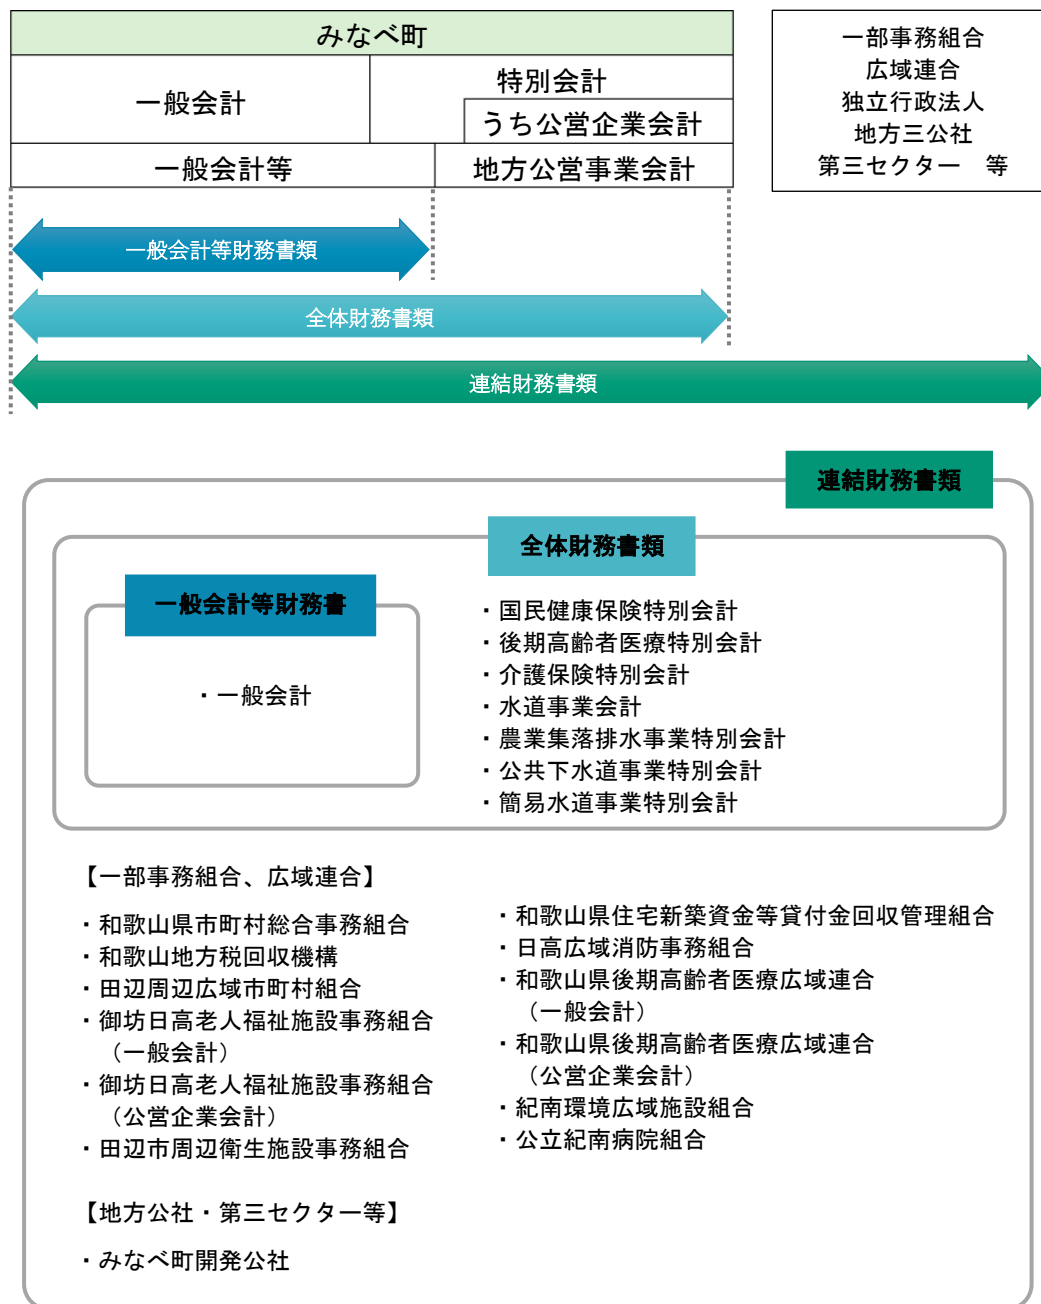 みなべ町
一般会計
特別会計
うち公営企業会計
一般会計等
地方公営事業会計
一部事務組合
広域連合
独立行政法人
地方三公社
第三セクター　等
一般会計等財務書類
全体財務書類
連結財務書類
連結財務書類
全体財務書類
一般会計等財務書
・一般会計
・国民健康保険特別会計
・後期高齢者医療特別会計
・介護保険特別会計
・水道事業会計
・農業集落排水事業特別会計
・公共下水道事業特別会計
・簡易水道事業特別会計
【一部事務組合、広域連合】
・和歌山県市町村総合事務組合
・和歌山地方税回収機構
・田辺周辺広域市町村組合
・御坊日高老人福祉施設事務組合
（一般会計）
・御坊日高老人福祉施設事務組合
（公営企業会計）
・田辺市周辺衛生施設事務組合
・和歌山県住宅新築資金等貸付金回収管理組合
・日高広域消防事務組合
・和歌山県後期高齢者医療広域連合
（一般会計）
・和歌山県後期高齢者医療広域連合
（公営企業会計）
・紀南環境広域施設組合
・公立紀南病院組合
【地方公社・第三セクター等】
・みなべ町開発公社